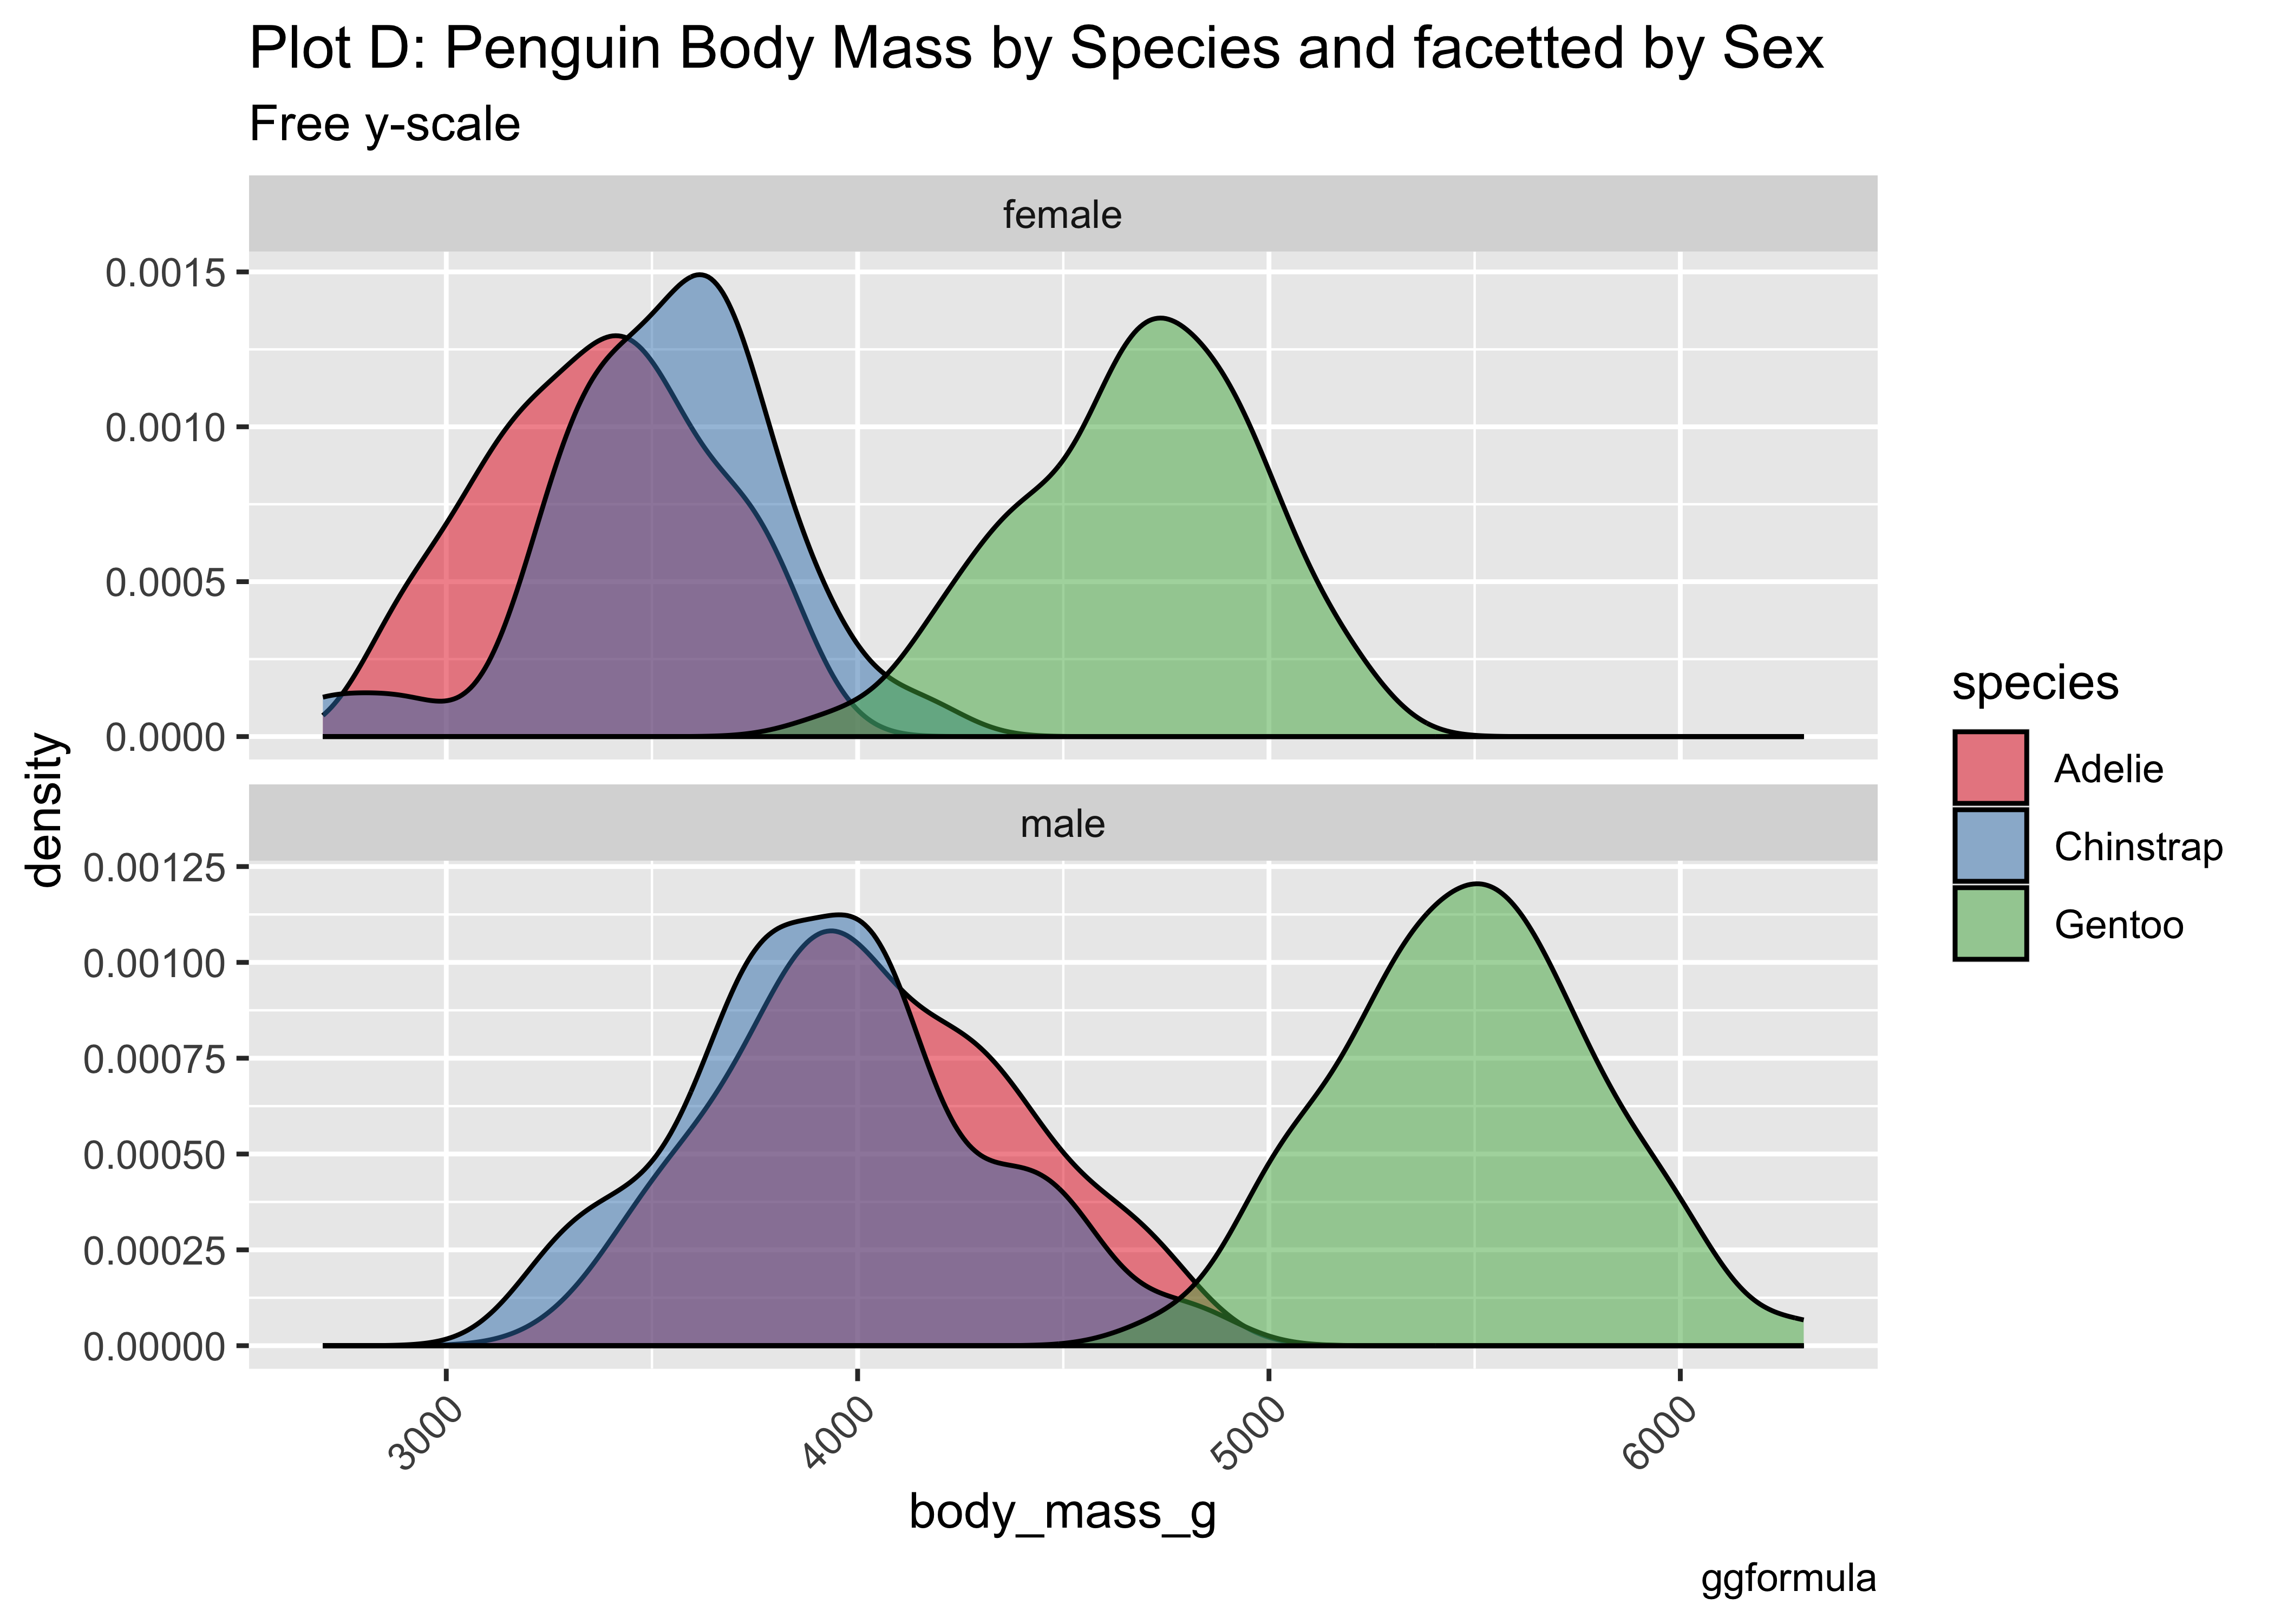 Plot D: Penguin Body Mass by Species and facetted by Sex
Free y-scale
female
0.0015
0.0010
0.0005
0.0000
density
male
0.00125
0.00100
0.00075
0.00050
0.00025
0.00000
3000
4000
5000
6000
body_mass_g
species
Adelie
Chinstrap
Gentoo
ggformula